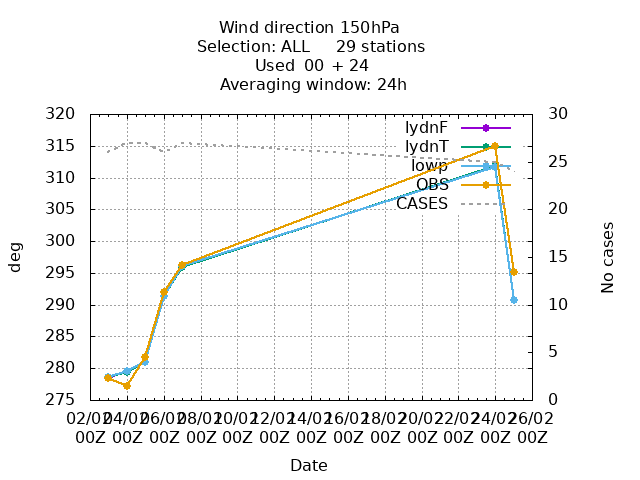 Wind direction 150hPa
Selection: ALL 29 stations
Used 00 + 24
Averaging window: 24h
320
315
310
305
300
295
290
285
280
275
deg
30
25
20
15
10
5
0
No cases
lydnF
lydnT
lowp
OBS
CASES
02/02 04/02 06/02 08/02 10/02 12/02 14/02 16/02 18/02 20/02 22/02 24/02 26/02
00Z 00Z 00Z 00Z 00Z 00Z 00Z 00Z 00Z 00Z 00Z 00Z 00Z
Date